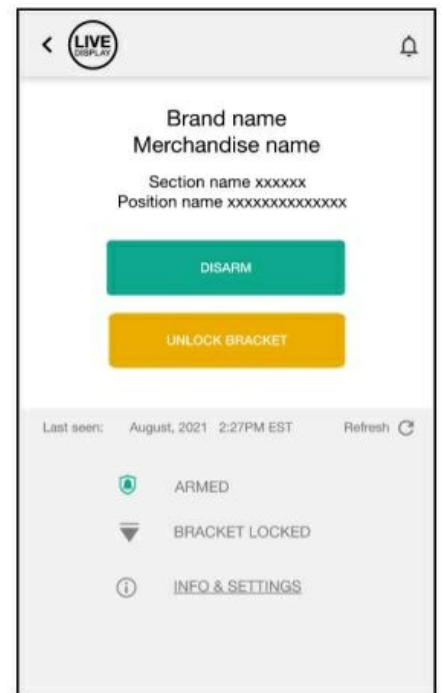 LIVE
DISPLAY
Brand name
Merchandise name
Section name xxxxxx
Position name xxxxxxxxxxxxxx
DISARM
UNLOCK BRACKET
Last seen: August, 2021 2:27PM EST Refresh
ARMED
BRACKET LOCKED
INFO & SETTINGS